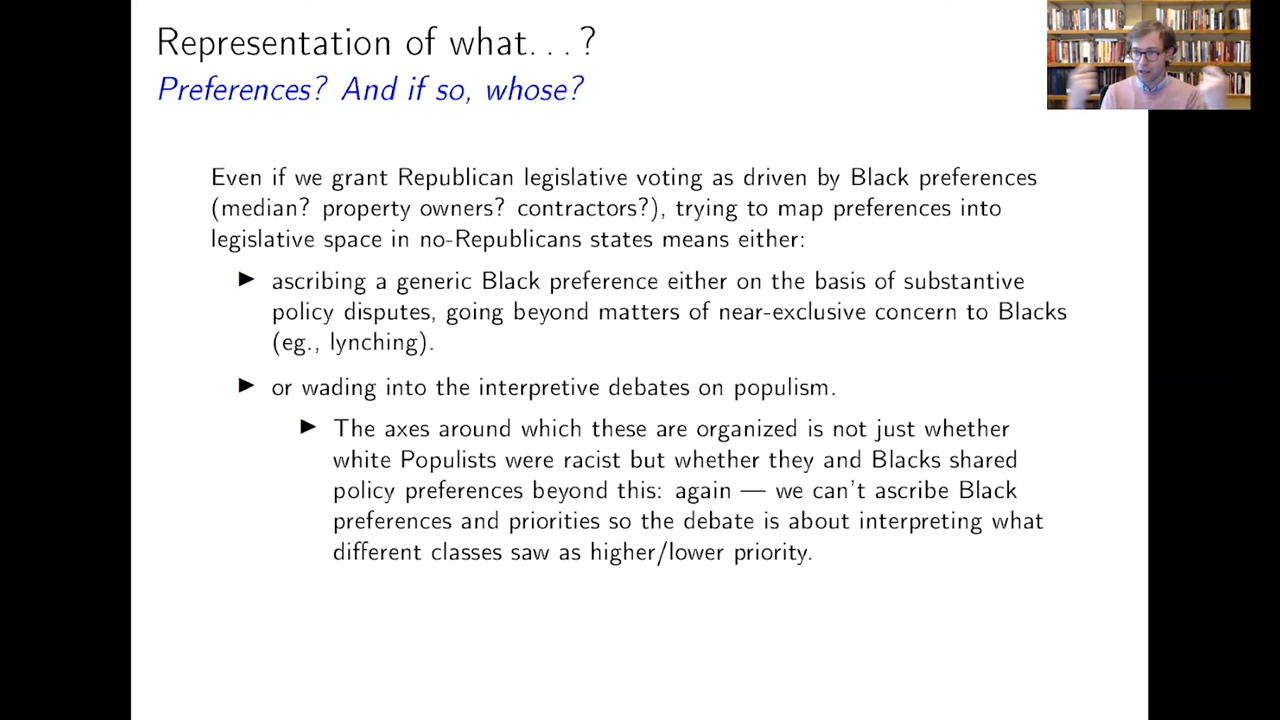 Representation of what...?
Preferences? And if so, whose?
Even if we grant Republican legislative voting as driven by Black preferences
(median? property owners? contractors?), trying to map preferences into
legislative space in no-Republicans states means either:
▶ ascribing a generic Black preference either on the basis of substantive
policy disputes, going beyond matters of near-exclusive concern to Blacks
(eg., lynching).
▶ or wading into the interpretive debates on populism.
▶ The axes around which these are organized is not just whether
white Populists were racist but whether they and Blacks shared
policy preferences beyond this: again — we can't ascribe Black
preferences and priorities so the debate is about interpreting what
different classes saw as higher/lower priority.